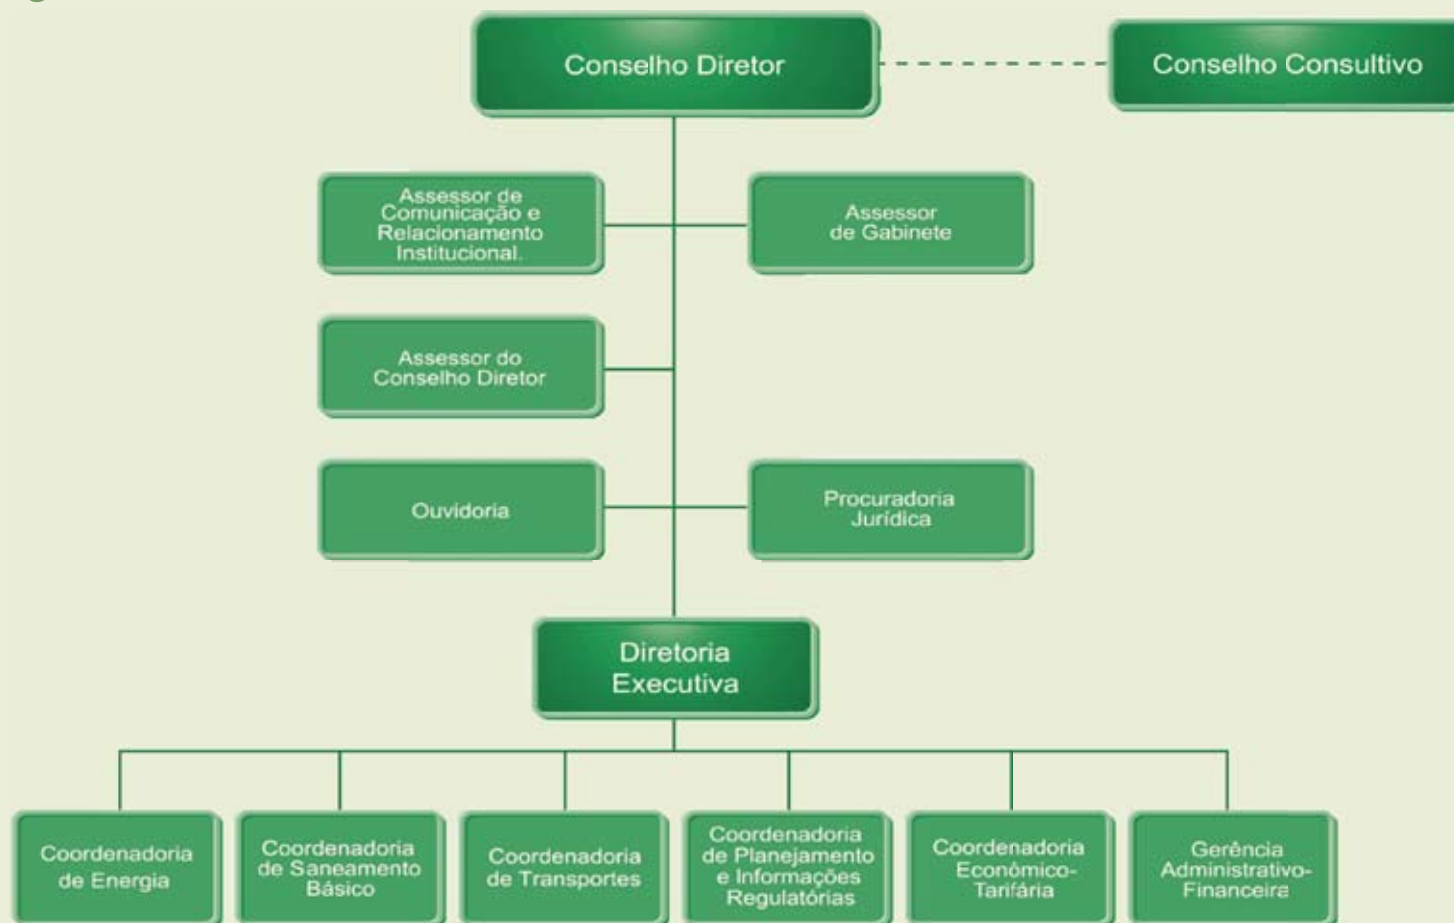 Conselho Diretor
Conselho Consultivo
Assessor de
Comunicação e
Relacionamento
Institucional.
Assessor
de Gabinete
Assessor do
Conselho Diretor
Ouvidoria
Procuradoria
Jurídica
Diretoria
Executiva
Coordenadoria
de Energia
Coordenadoria
de Saneamento
Básico
Coordenadoria
de Transportes
Coordenadoria
de Planejamento
e Informações
Regulatórias
Coordenadoria
Econômico-
Tarifária
Gerência
Administrativo-
Financeira